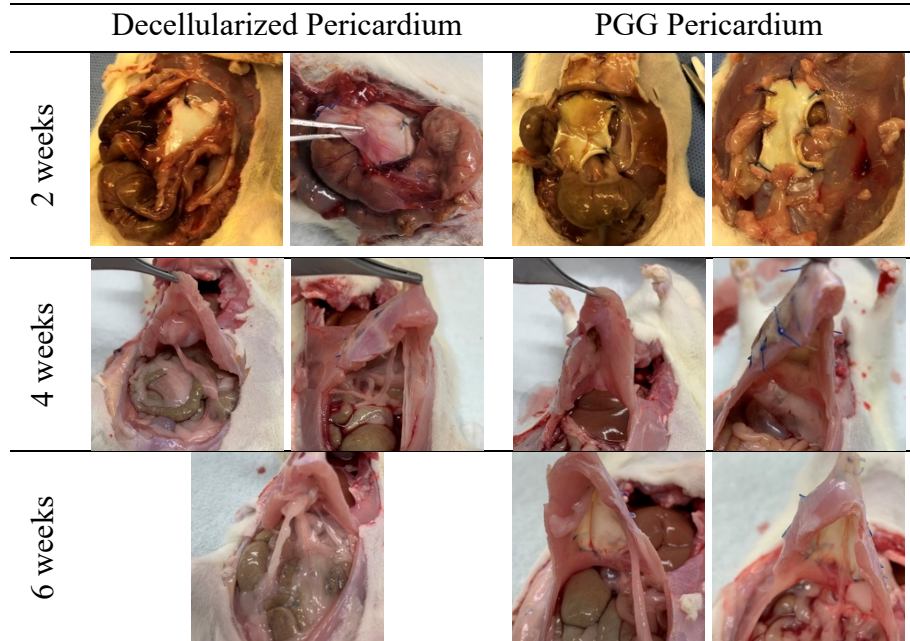 Decellularized Pericardium
PGG Pericardium
2 weeks
4 weeks
6 weeks